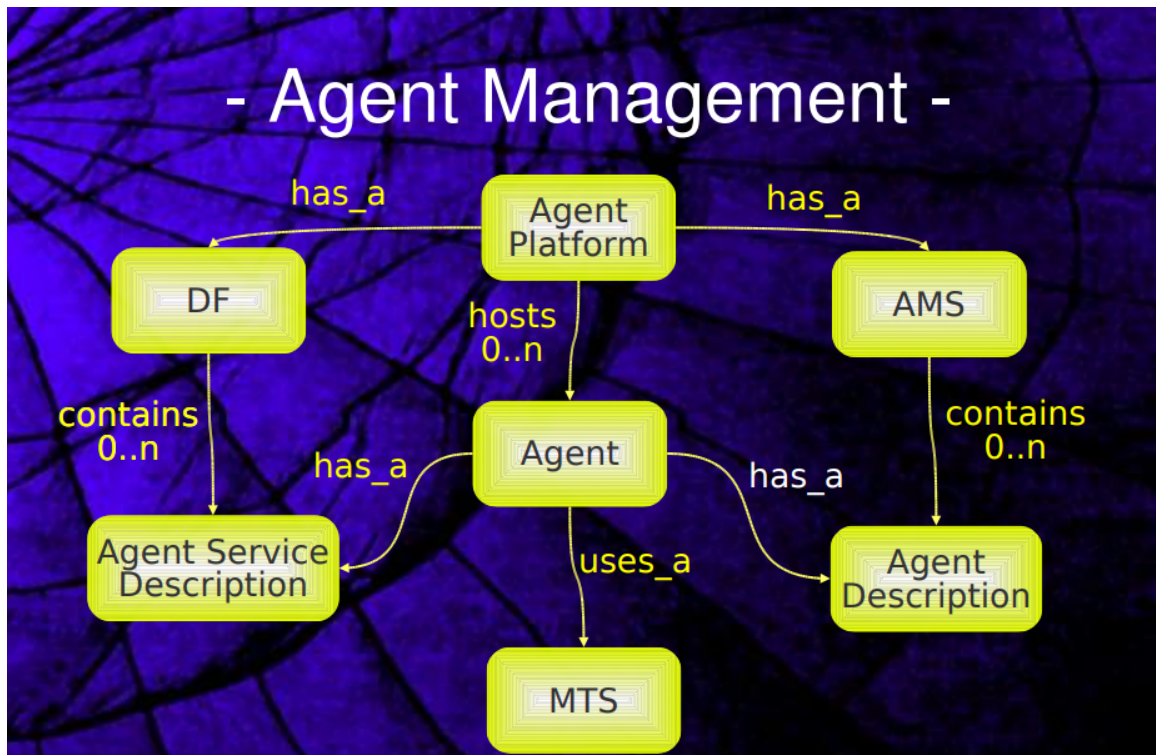 - Agent Management -
has_a
Agent
Platform
has_a
DF
hosts
0..n
AMS
contains
0..n
has_a
Agent
has_a
contains
0..n
Agent Service
Description
uses_a
Agent
Description
MTS